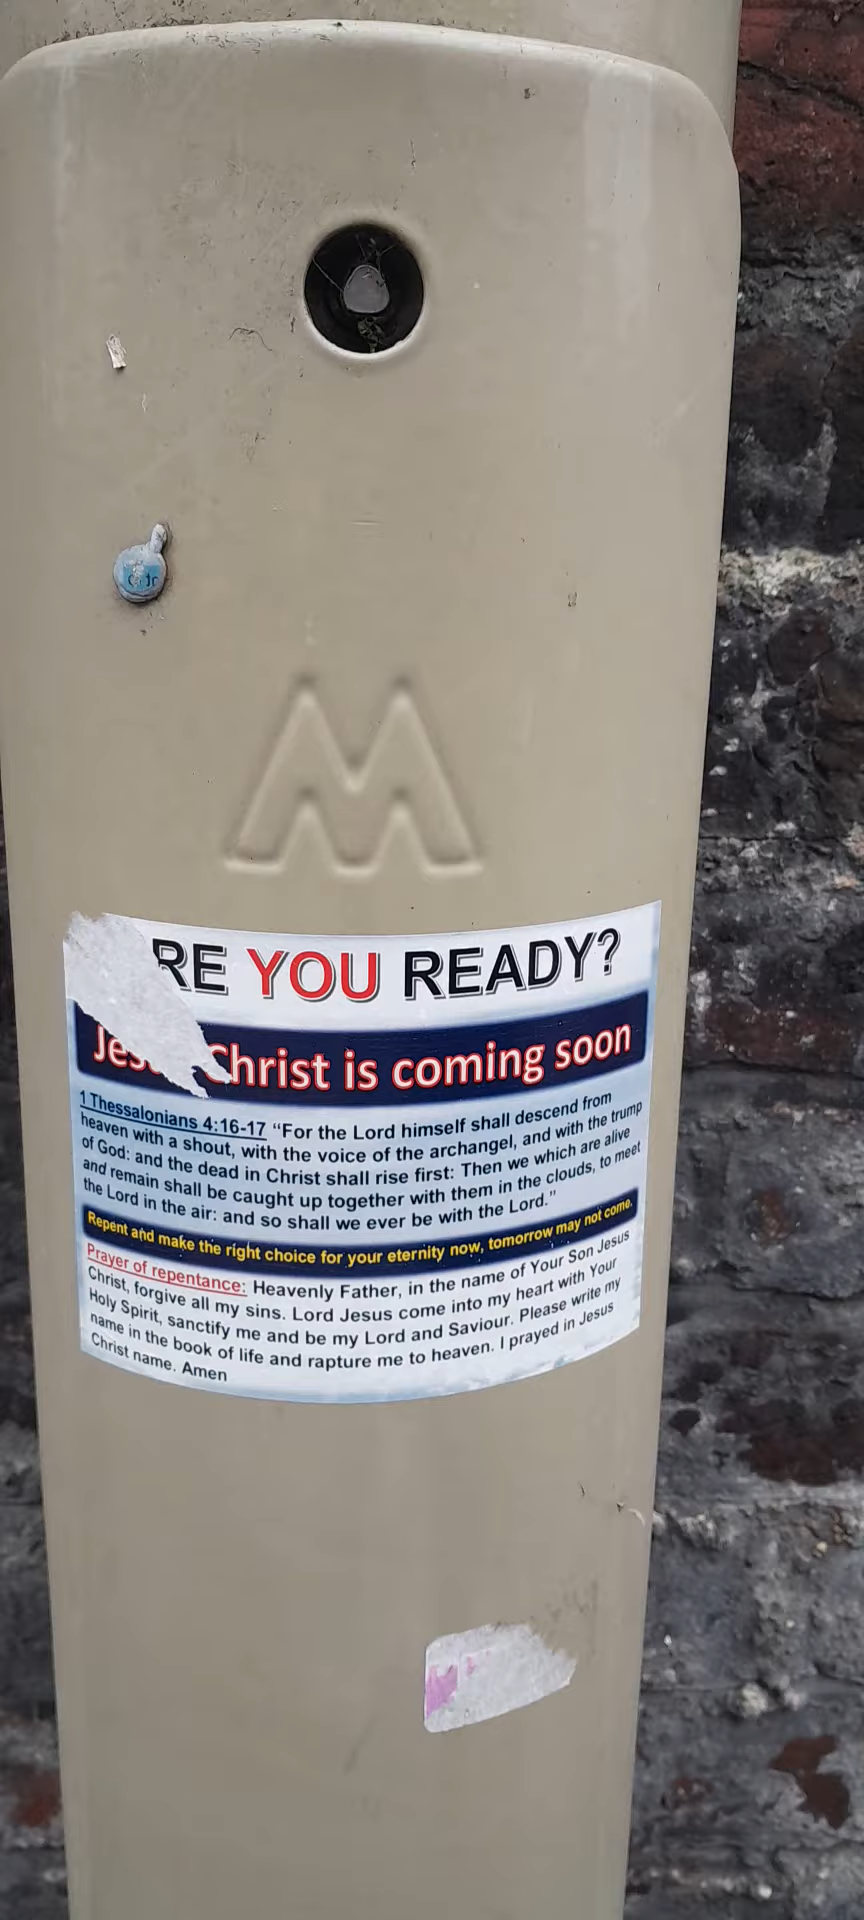 M
RE YOU READY?
Jes Christ is coming soon
1 Thessalonians 4:16-17 "For the Lord himself shall descend from
heaven with a shout, with the voice of the archangel, and with the trump
of God: and the dead in Christ shall rise first: Then we which are alive
and remain shall be caught up together with them in the clouds, to meet
the Lord in the air: and so shall we ever be with the Lord."
Repent and make the right choice for your eternity now, tomorrow may not come.
Prayer of repentance: Heavenly Father, in the name of Your Son Jesus
Christ, forgive all my sins. Lord Jesus come into my heart with Your
Holy Spirit, sanctify me and be my Lord and Saviour. Please write my
name in the book of life and rapture me to heaven. I prayed in Jesus
Christ name. Amen